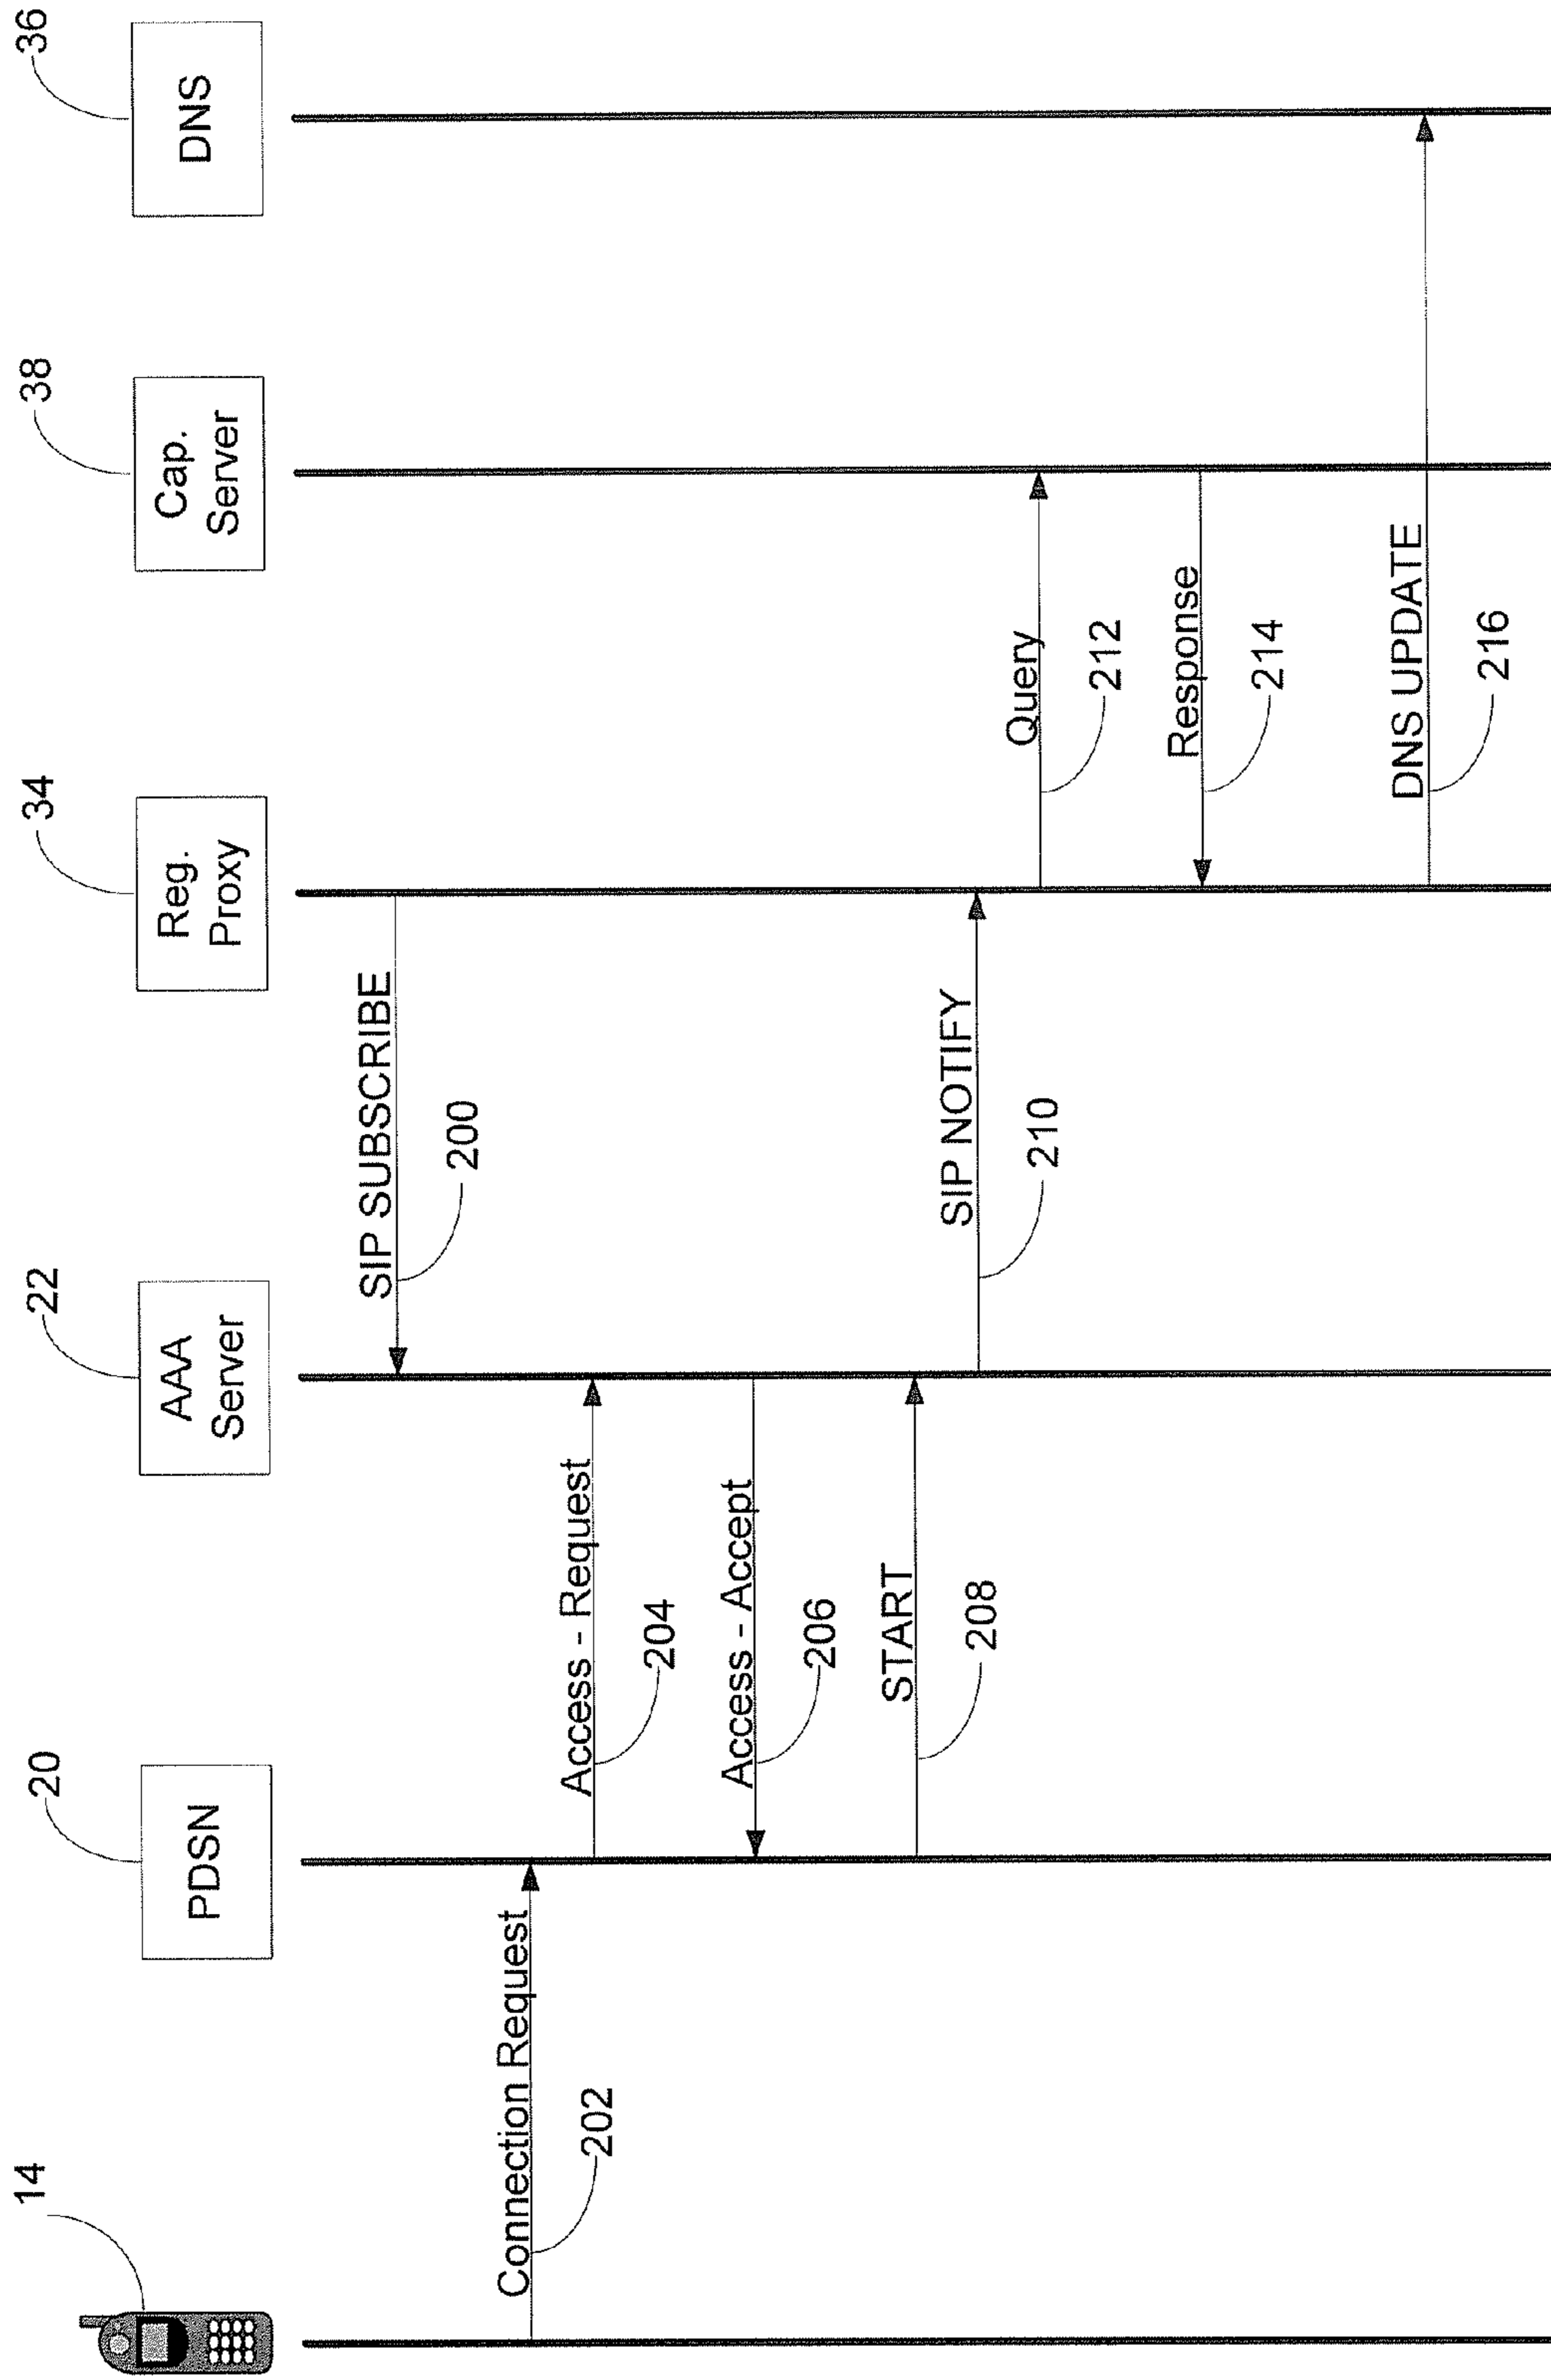 14
20
22
34
38
36
PDSN
AAA
Server
Reg.
Proxy
Cap.
Server
DNS
SIP SUBSCRIBE
200
Connection Request
202
Access - Request
204
Access - Accept
206
START
208
SIP NOTIFY
210
Query
212
Response
214
DNS UPDATE
216